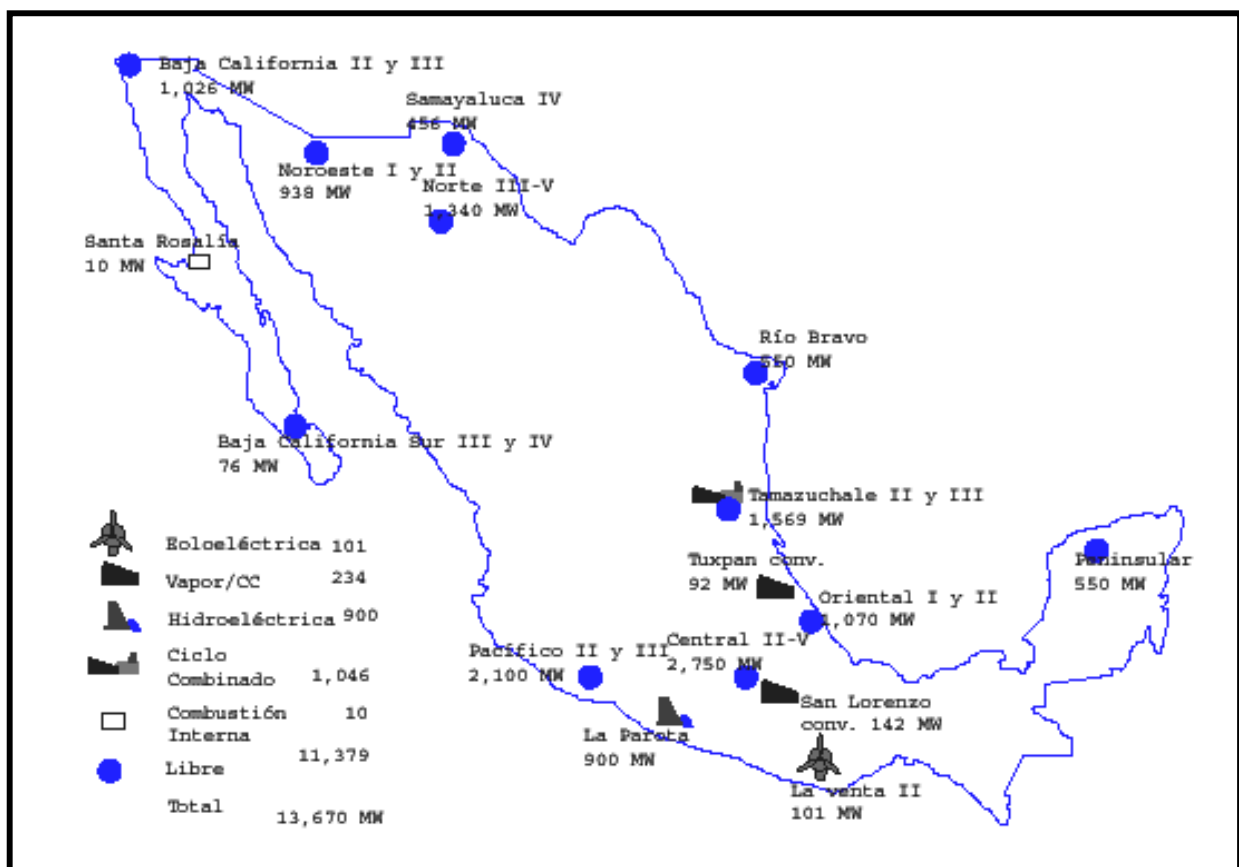 Baja California II y III
1,026 MW
Samayaluca IV
456 MW
Noroeste I y II
938 MW
Norte III-V
1,340 MW
Santa Rosalía
10 MW
Río Bravo
550 MW
Baja California Sur III y IV
76 MW
Tamazuchale II y III
1,569 MW
Tuxpan conv.
92 MW
Peninsular
550 MW
Oriental I y II
1,070 MW
Central II-V
2,750 MW
Pacífico II y III
2,100 MW
San Lorenzo
conv. 142 MW
La Parota
900 MW
La venta II
101 MW
Eoloeléctrica 101
Vapor/CC 234
Hidroeléctrica 900
Ciclo
Combinado 1,046
Combustión 10
Interna
11,379
Libre
Total
13,670 MW